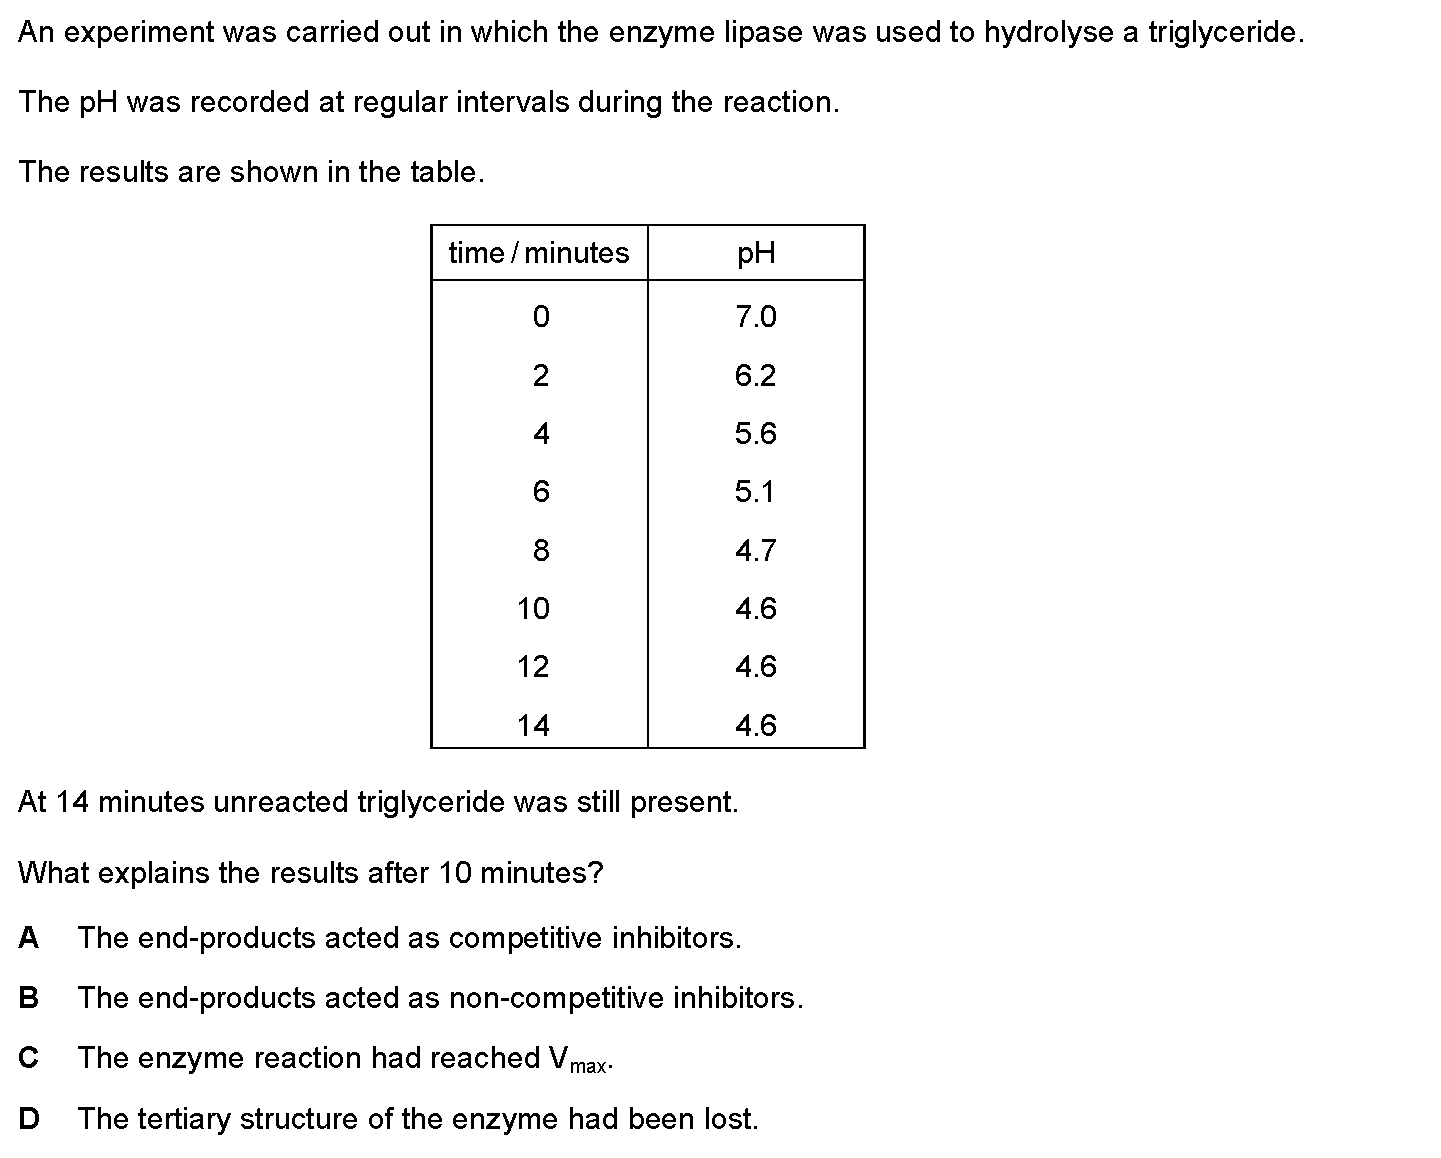 An experiment was carried out in which the enzyme lipase was used to hydrolyse a triglyceride.
The pH was recorded at regular intervals during the reaction.
The results are shown in the table.
time / minutes pH
0 7.0
2 6.2
4 5.6
6 5.1
8 4.7
10 4.6
12 4.6
14 4.6
At 14 minutes unreacted triglyceride was still present.
What explains the results after 10 minutes?
A The end-products acted as competitive inhibitors.
B The end-products acted as non-competitive inhibitors.
C The enzyme reaction had reached Vmax.
D The tertiary structure of the enzyme had been lost.